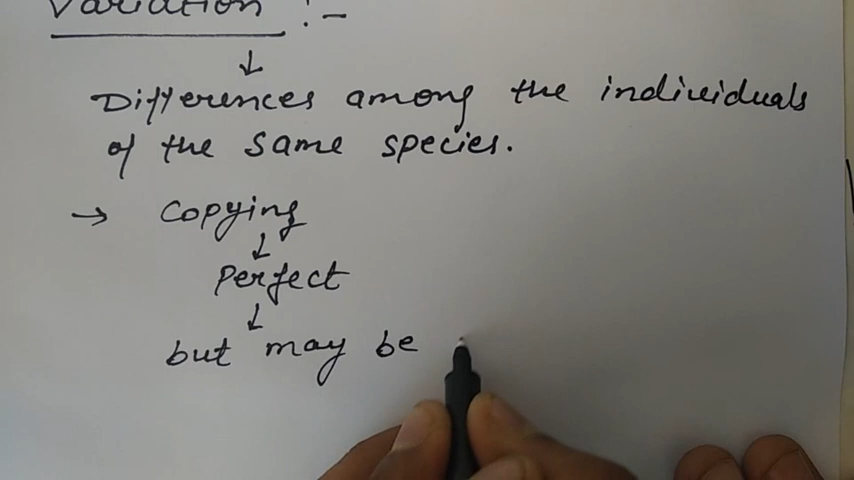 Variation :-
↓
Differences among the individuals
of the same species.
→ Copying
↓
Perfect
↓
but may be